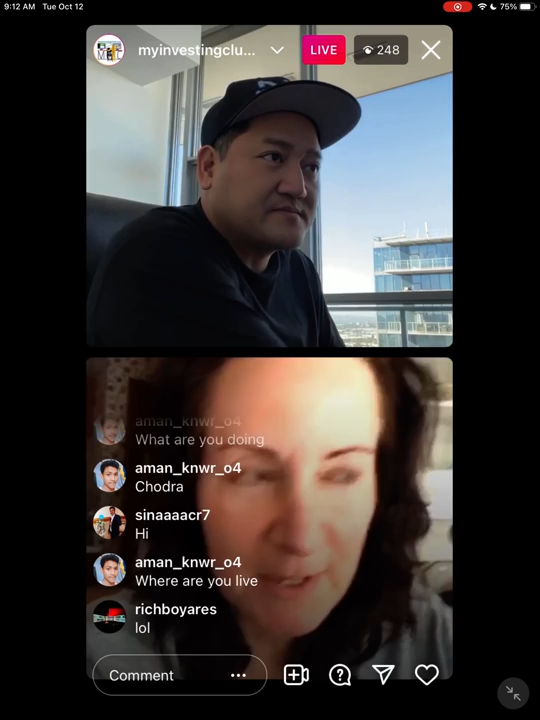 9:12 AM Tue Oct 12
75%
myinvestingclu...
LIVE
248
aman_knwr_o4
What are you doing
aman_knwr_o4
Chodra
sinaaaacr7
Hi
aman_knwr_o4
Where are you live
richboyares
lol
Comment